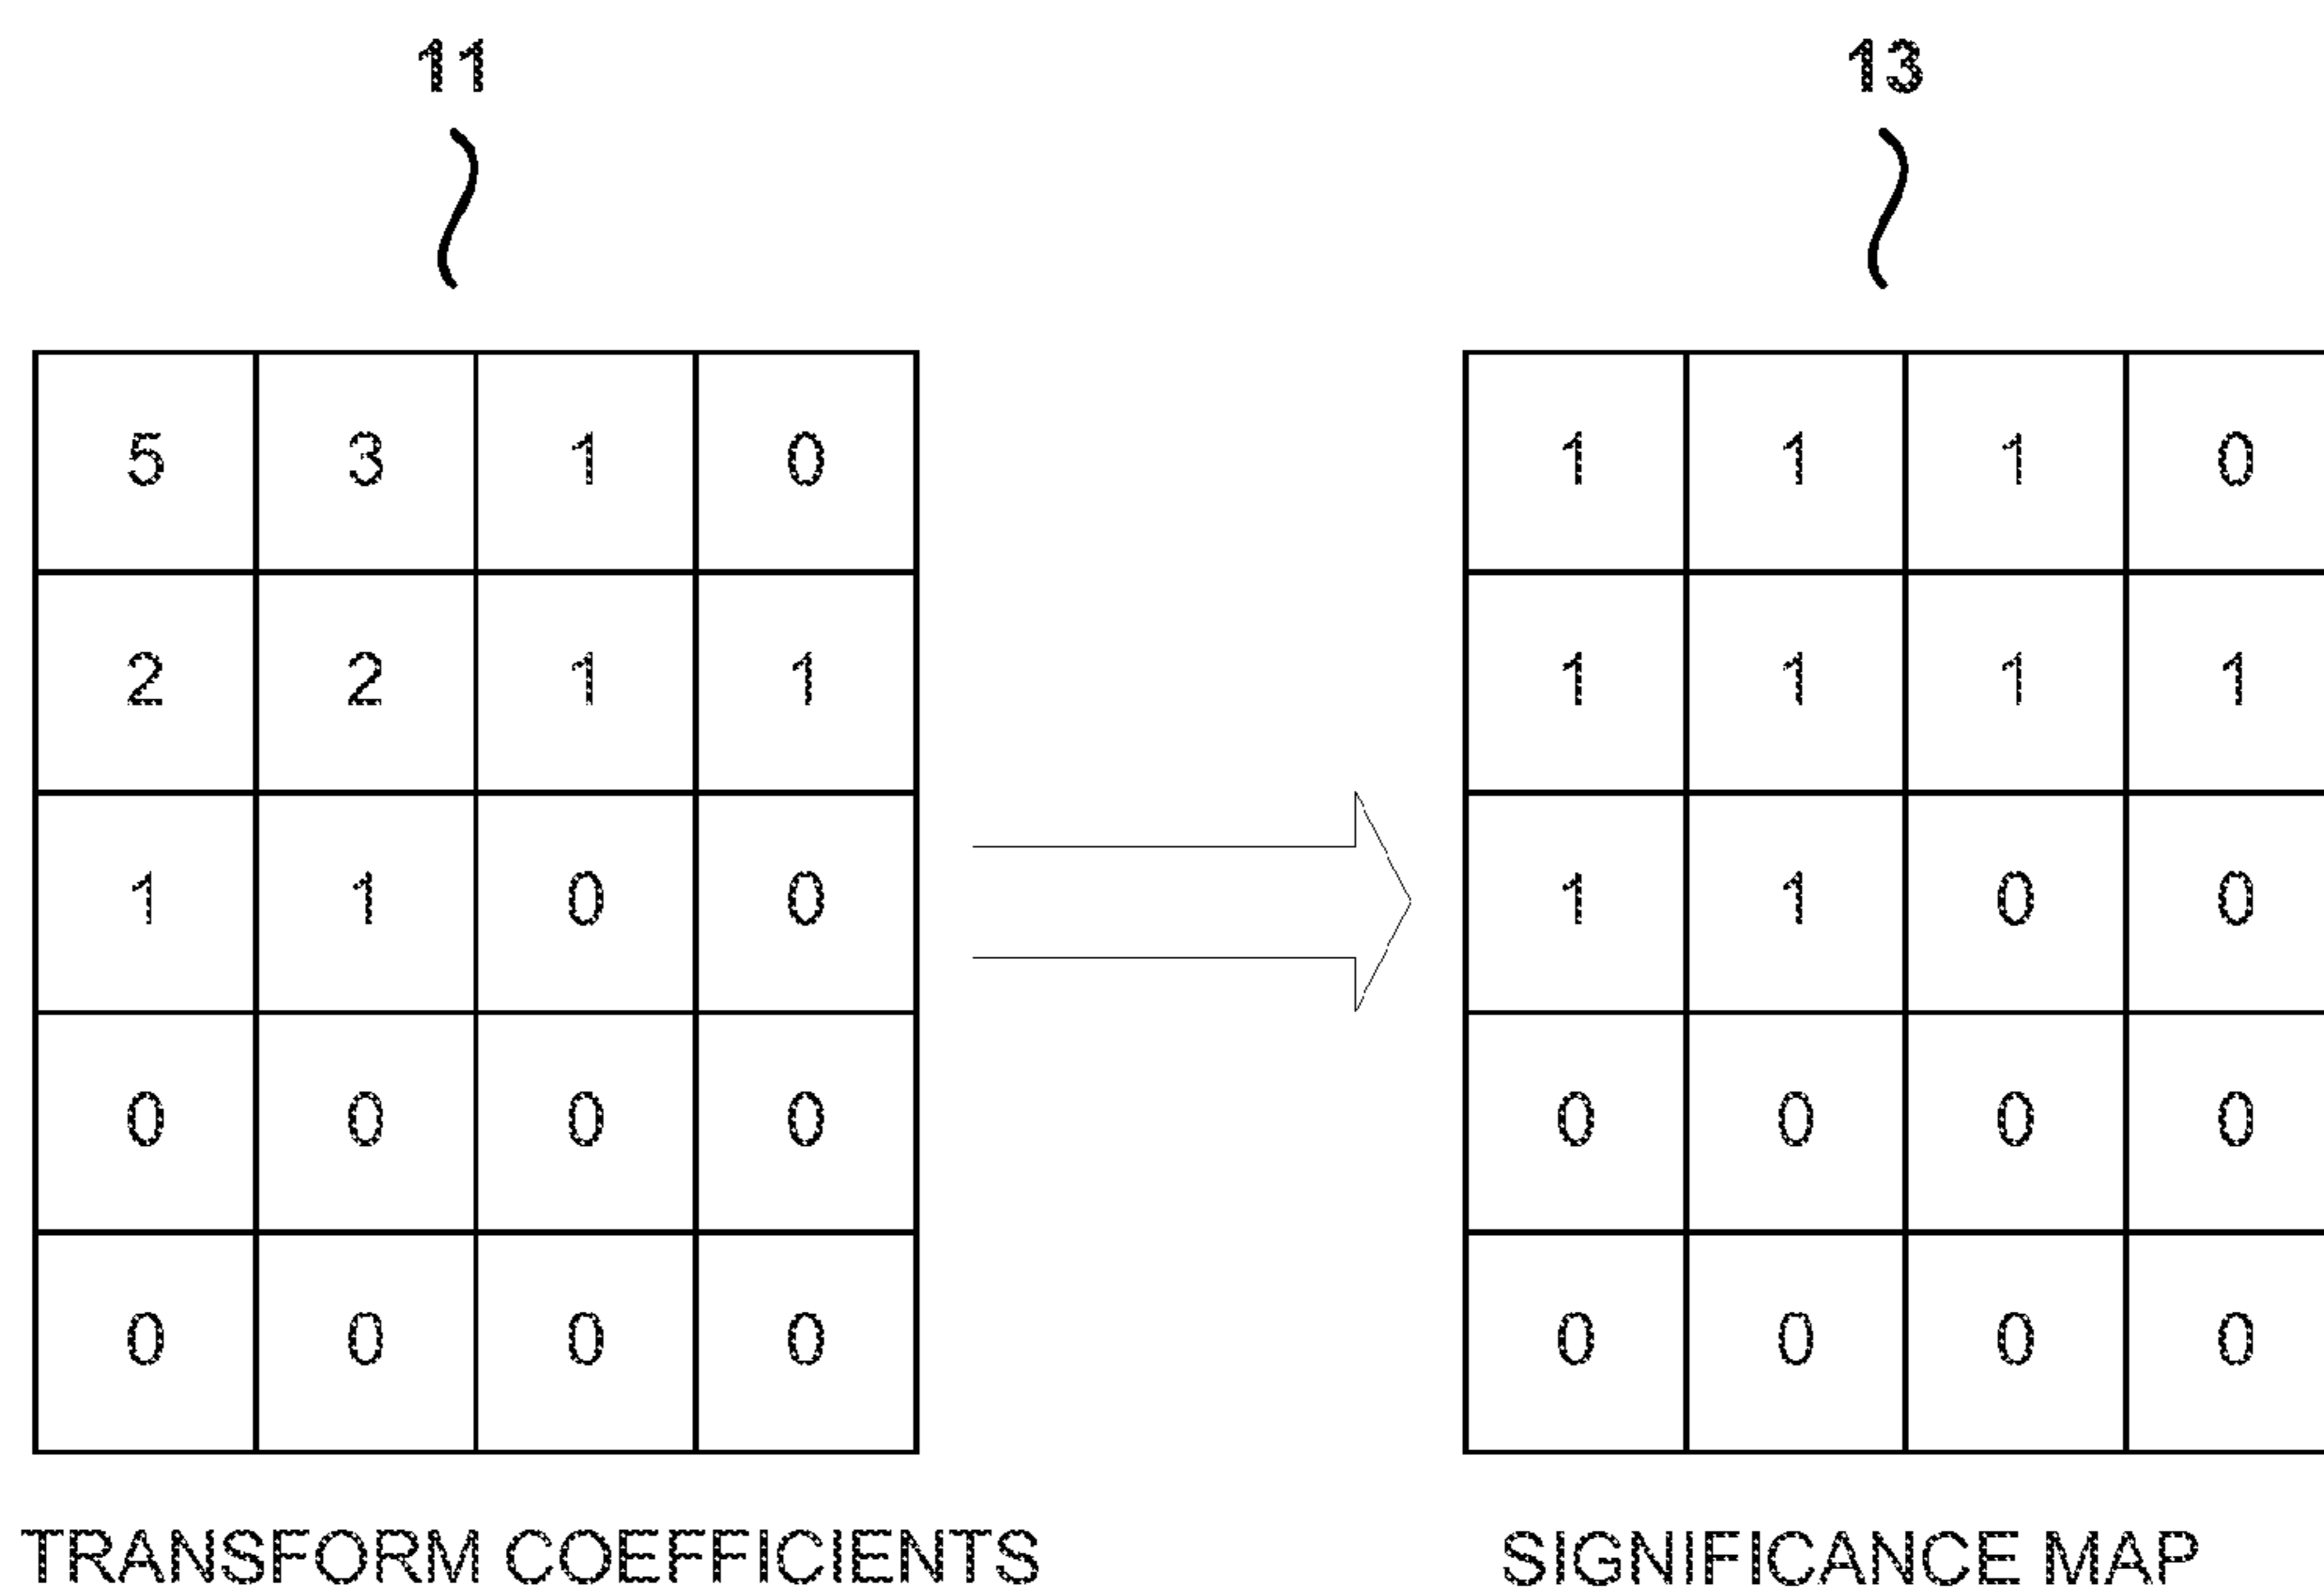 11 13
5 3 1 0 1 1 1 0
2 2 1 1 1 1 1 1
1 1 0 0 1 1 0 0
0 0 0 0 0 0 0 0
0 0 0 0 0 0 0 0
TRANSFORM COEFFICIENTS SIGNIFICANCE MAP